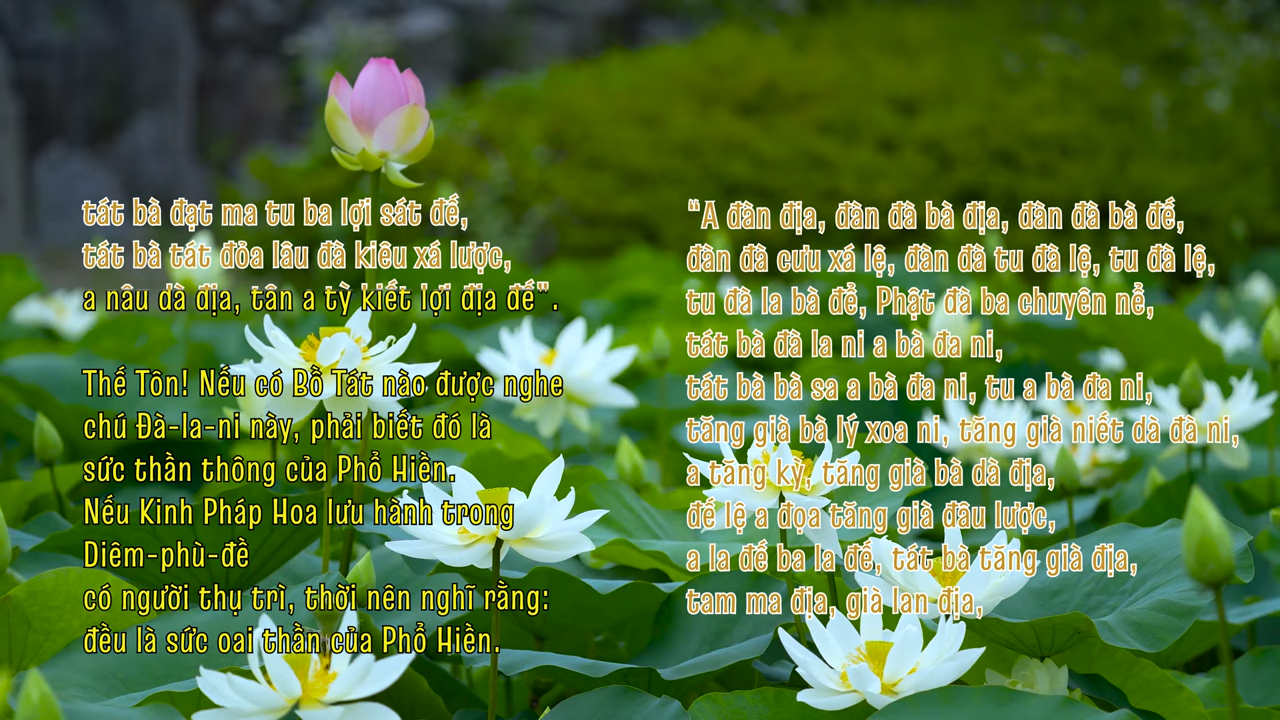 tát bà đạt ma tu ba lợi sát đế,
tát bà tát đỏa lâu đà kiêu xá lược,
a nâu dà địa, tân a tỳ kiết lợi địa đế".
Thế Tôn! Nếu có Bồ Tát nào được nghe
chú Đà-la-ni này, phải biết đó là
sức thần thông của Phổ Hiền.
Nếu Kinh Pháp Hoa lưu hành trong
Diêm-phù-đề
có người thụ trì, thời nên nghĩ rằng:
đều là sức oai thần của Phổ Hiền.
“A đàn địa, đàn đà bà địa, đàn đà bà đế,
đàn đà cưu xá lệ, đàn đà tu đà lệ, tu đà lệ,
tu đà la bà để, Phật đà ba chuyên nể,
tát bà đà la ni a bà đa ni,
tát bà bà sa a bà đa ni, tu a bà đa ni,
tăng già bà lý xoa ni, tăng già niết dà đà ni,
a tăng kỳ, tăng già bà dà địa,
đế lệ a đọa tăng già đâu lược,
a la đế ba la đế, tát bà tăng già địa,
tam ma địa, già lan địa,